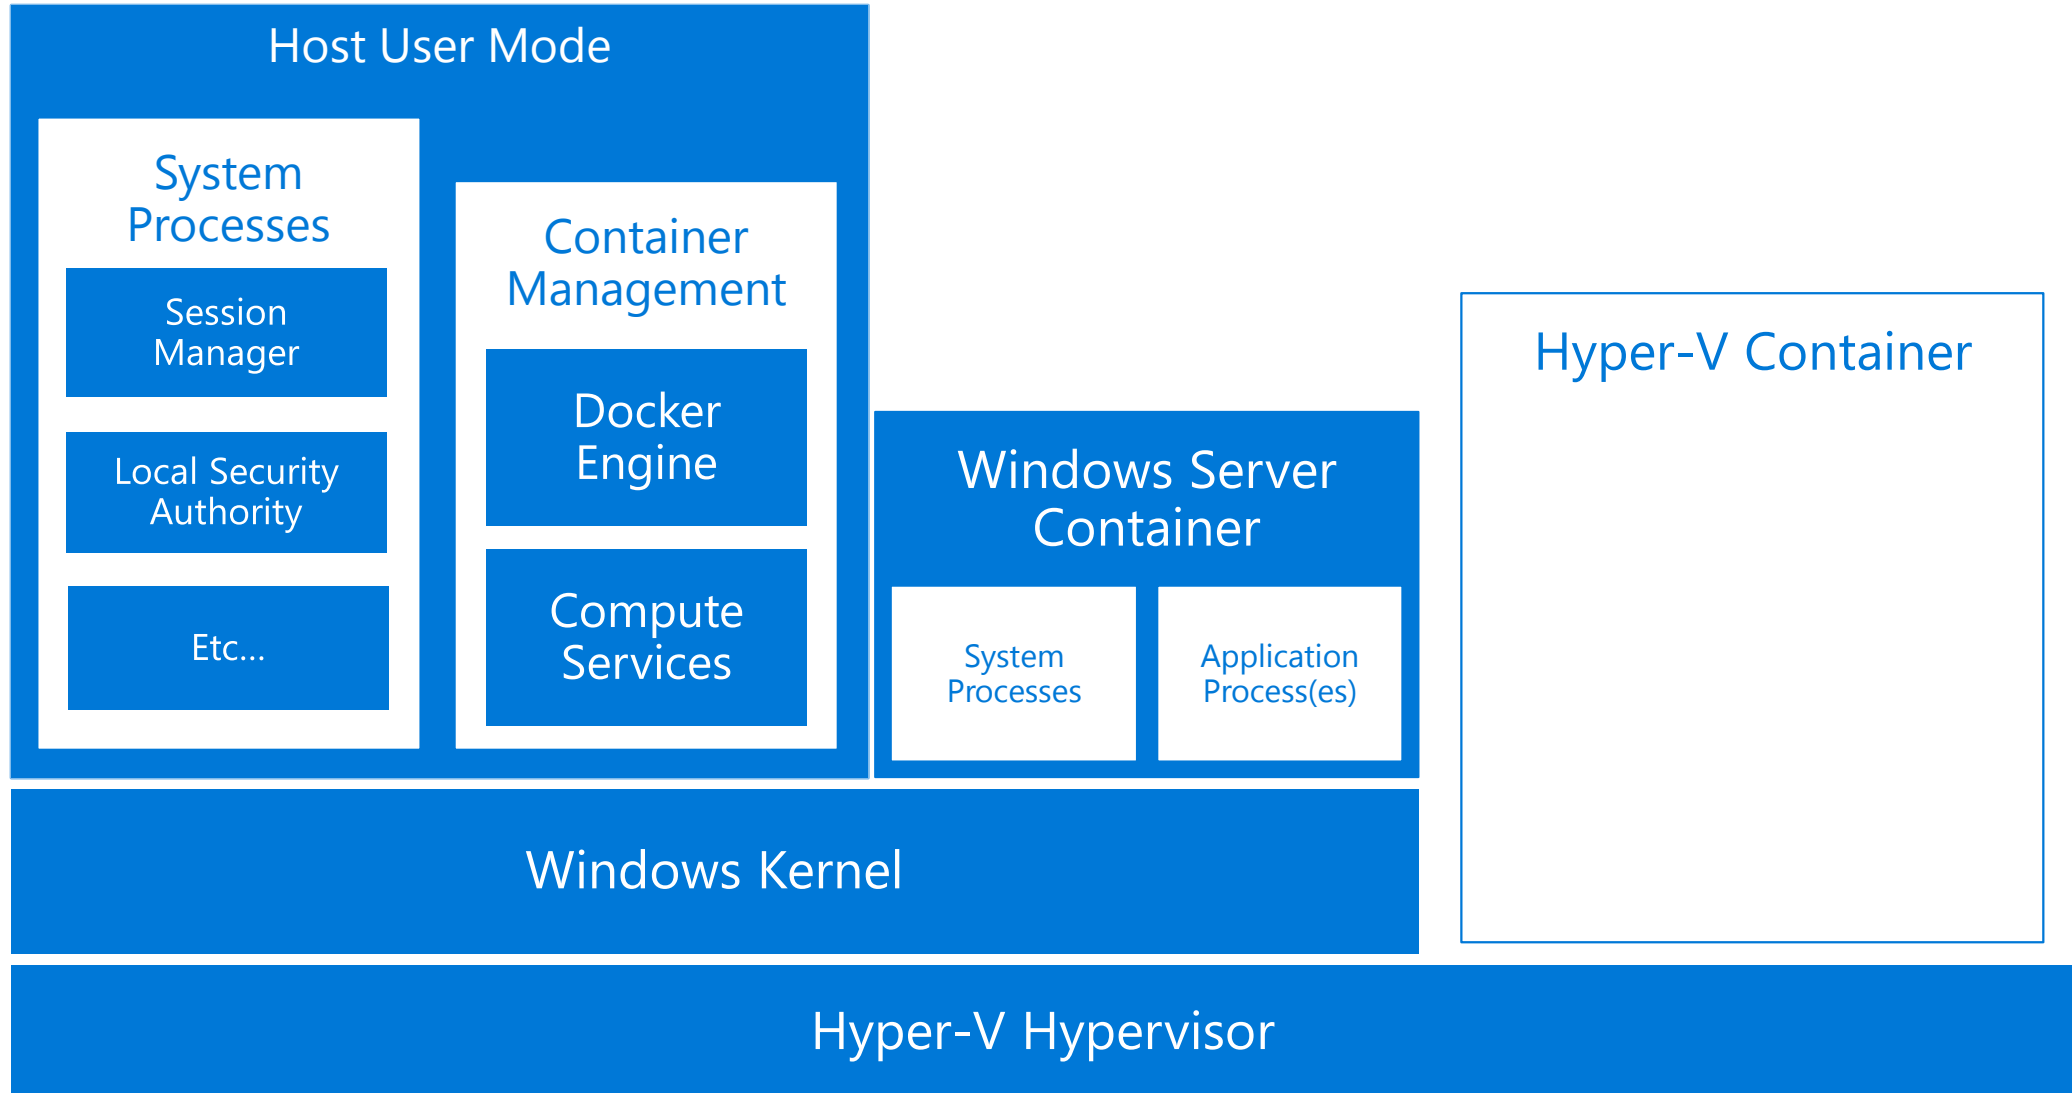 Host User Mode
System
Processes
Session
Manager
Local Security
Authority
Etc...
Container
Management
Docker
Engine
Compute
Services
Windows Server
Container
System
Processes
Application
Process(es)
Hyper-V Container
Windows Kernel
Hyper-V Hypervisor